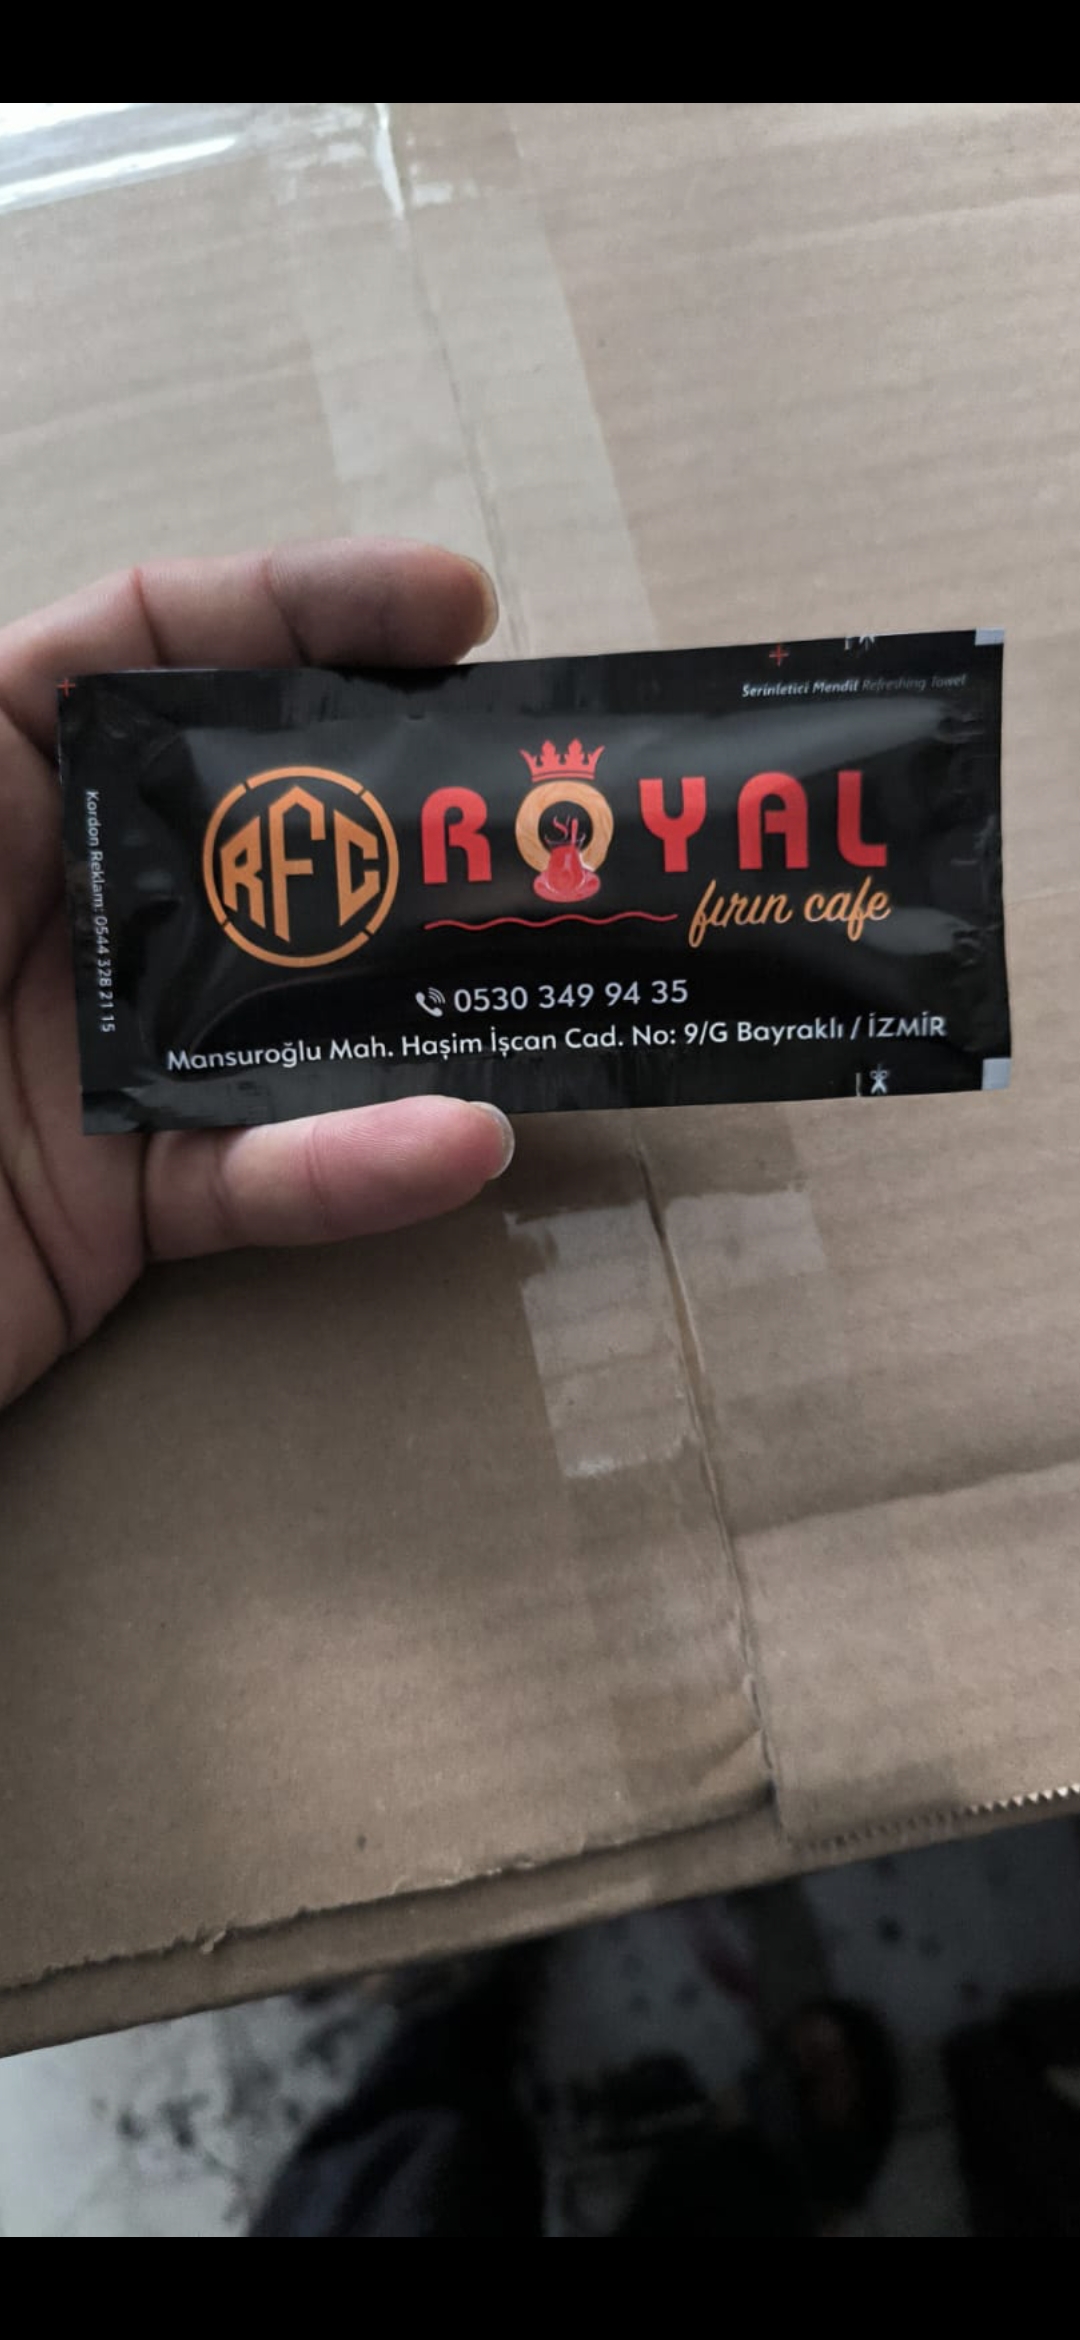 Serinletici Mendil Refreshing Towel
RFC
ROYAL
fırın cafe
0530 349 94 35
Mansuroğlu Mah. Haşim İşcan Cad. No: 9/G Bayraklı / İZMİR
Kordon Reklam: 0544 328 21 15